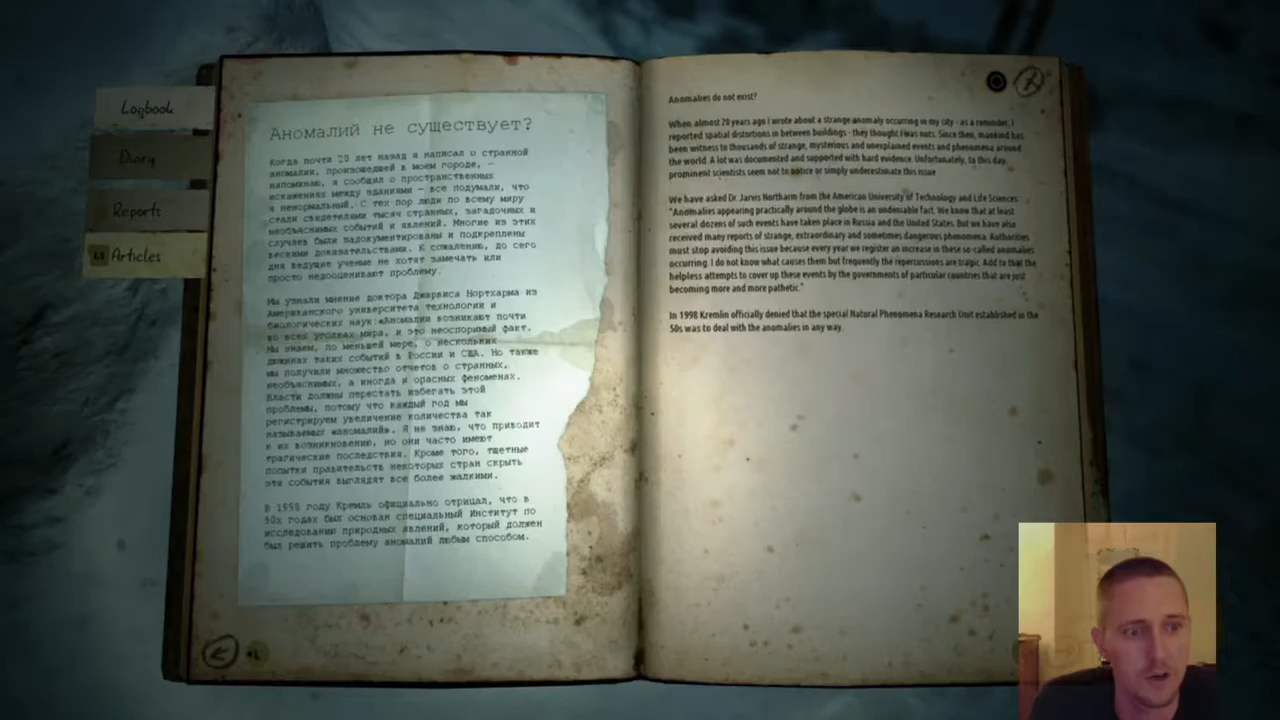 Logbook
Diary
Reports
L1 Articles
Аномалий не существует?
Когда почти 20 лет назад я написал о странной
аномалии, произошедшей в моем городе, —
напоминаю, я сообщил о пространственных
искажениях между зданиями — все подумали, что
я ненормальный. С тех пор люди по всему миру
стали свидетелями тысяч странных, загадочных и
необъяснимых событий и явлений. Многие из этих
случаев были задокументированы и подкреплены
вескими доказательствами. К сожалению, до сего
дня ведущие ученые не хотят замечать или
просто недооценивают проблему.
Мы узнали мнение доктора Джарвиса Нортхарма из
Американского университета технологии и
биологических наук:«Аномалии возникают почти
во всех уголках мира, и это неоспоримый факт.
Мы знаем, по меньшей мере, о нескольких
дюжинах таких событий в России и США. Но также
мы получили множество отчетов о странных,
необъяснимых, а иногда и опасных феноменах.
Власти должны перестать избегать этой
проблемы, потому что каждый год мы
регистрируем увеличение количества так
называемых «аномалий». Я не знаю, что приводит
к их возникновению, но они часто имеют
трагические последствия. Кроме того, тщетные
попытки правительств некоторых стран скрыть
эти события выглядят все более жалкими.
В 1998 году Кремль официально отрицал, что в
50х годах был основан специальный Институт по
исследованию природных явлений, который должен
был решить проблему аномалий любым способом.
Anomalies do not exist?
When almost 20 years ago I wrote about a strange anomaly occurring in my city - as a reminder, I
reported spatial distortions in between buildings - they thought I was nuts. Since then, mankind has
been witness to thousands of strange, mysterious and unexplained events and phenomena around
the world. A lot was documented and supported with hard evidence. Unfortunately, to this day,
prominent scientists seem not to notice or simply underestimate this issue
We have asked Dr. Jarvis Northarm from the American University of Technology and Life Sciences.
"Anomalies appearing practically around the globe is an undeniable fact. We know that at least
several dozens of such events have taken place in Russia and the United States. But we have also
received many reports of strange, extraordinary and sometimes dangerous phenomena. Authorities
must stop avoiding this issue because every year we register an increase in these so-called anomalies
occurring. I do not know what causes them but frequently the repercussions are tragic. Add to that the
helpless attempts to cover up these events by the governments of particular countries that are just
becoming more and more pathetic."
In 1998 Kremlin officially denied that the special Natural Phenomena Research Unit established in the
50s was to deal with the anomalies in any way.